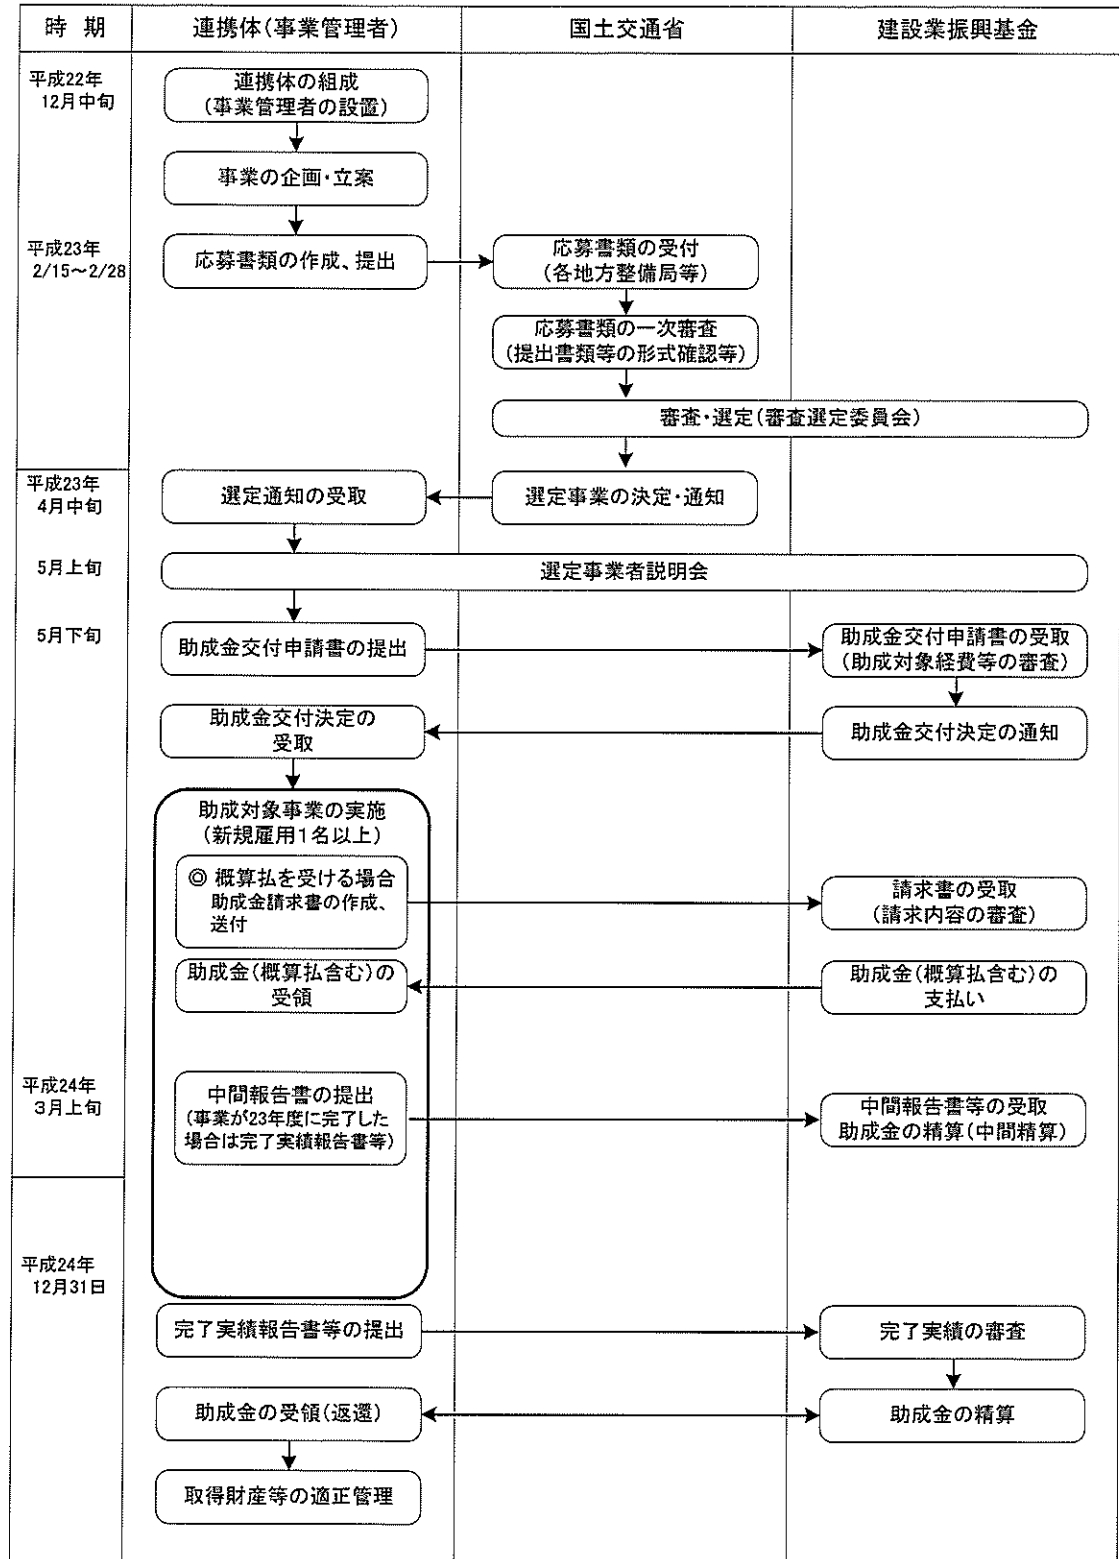 時 期
連携体(事業管理者)
国土交通省
建設業振興基金
平成22年
12月中旬
連携体の組成
(事業管理者の設置)
事業の企画・立案
平成23年
2/15～2/28
応募書類の作成、提出
応募書類の受付
(各地方整備局等)
応募書類の一次審査
(提出書類等の形式確認等)
審査・選定(審査選定委員会)
平成23年
4月中旬
選定通知の受取
選定事業の決定・通知
5月上旬
選定事業者説明会
5月下旬
助成金交付申請書の提出
助成金交付申請書の受取
(助成対象経費等の審査)
助成金交付決定の
受取
助成金交付決定の通知
助成対象事業の実施
(新規雇用1名以上)
◎ 概算払を受ける場合
助成金請求書の作成、
送付
請求書の受取
(請求内容の審査)
助成金(概算払含む)の
受領
助成金(概算払含む)の
支払い
平成24年
3月上旬
中間報告書の提出
(事業が23年度に完了した
場合は完了実績報告書等)
中間報告書等の受取
助成金の精算(中間精算)
平成24年
12月31日
完了実績報告書等の提出
完了実績の審査
助成金の受領(返還)
助成金の精算
取得財産等の適正管理